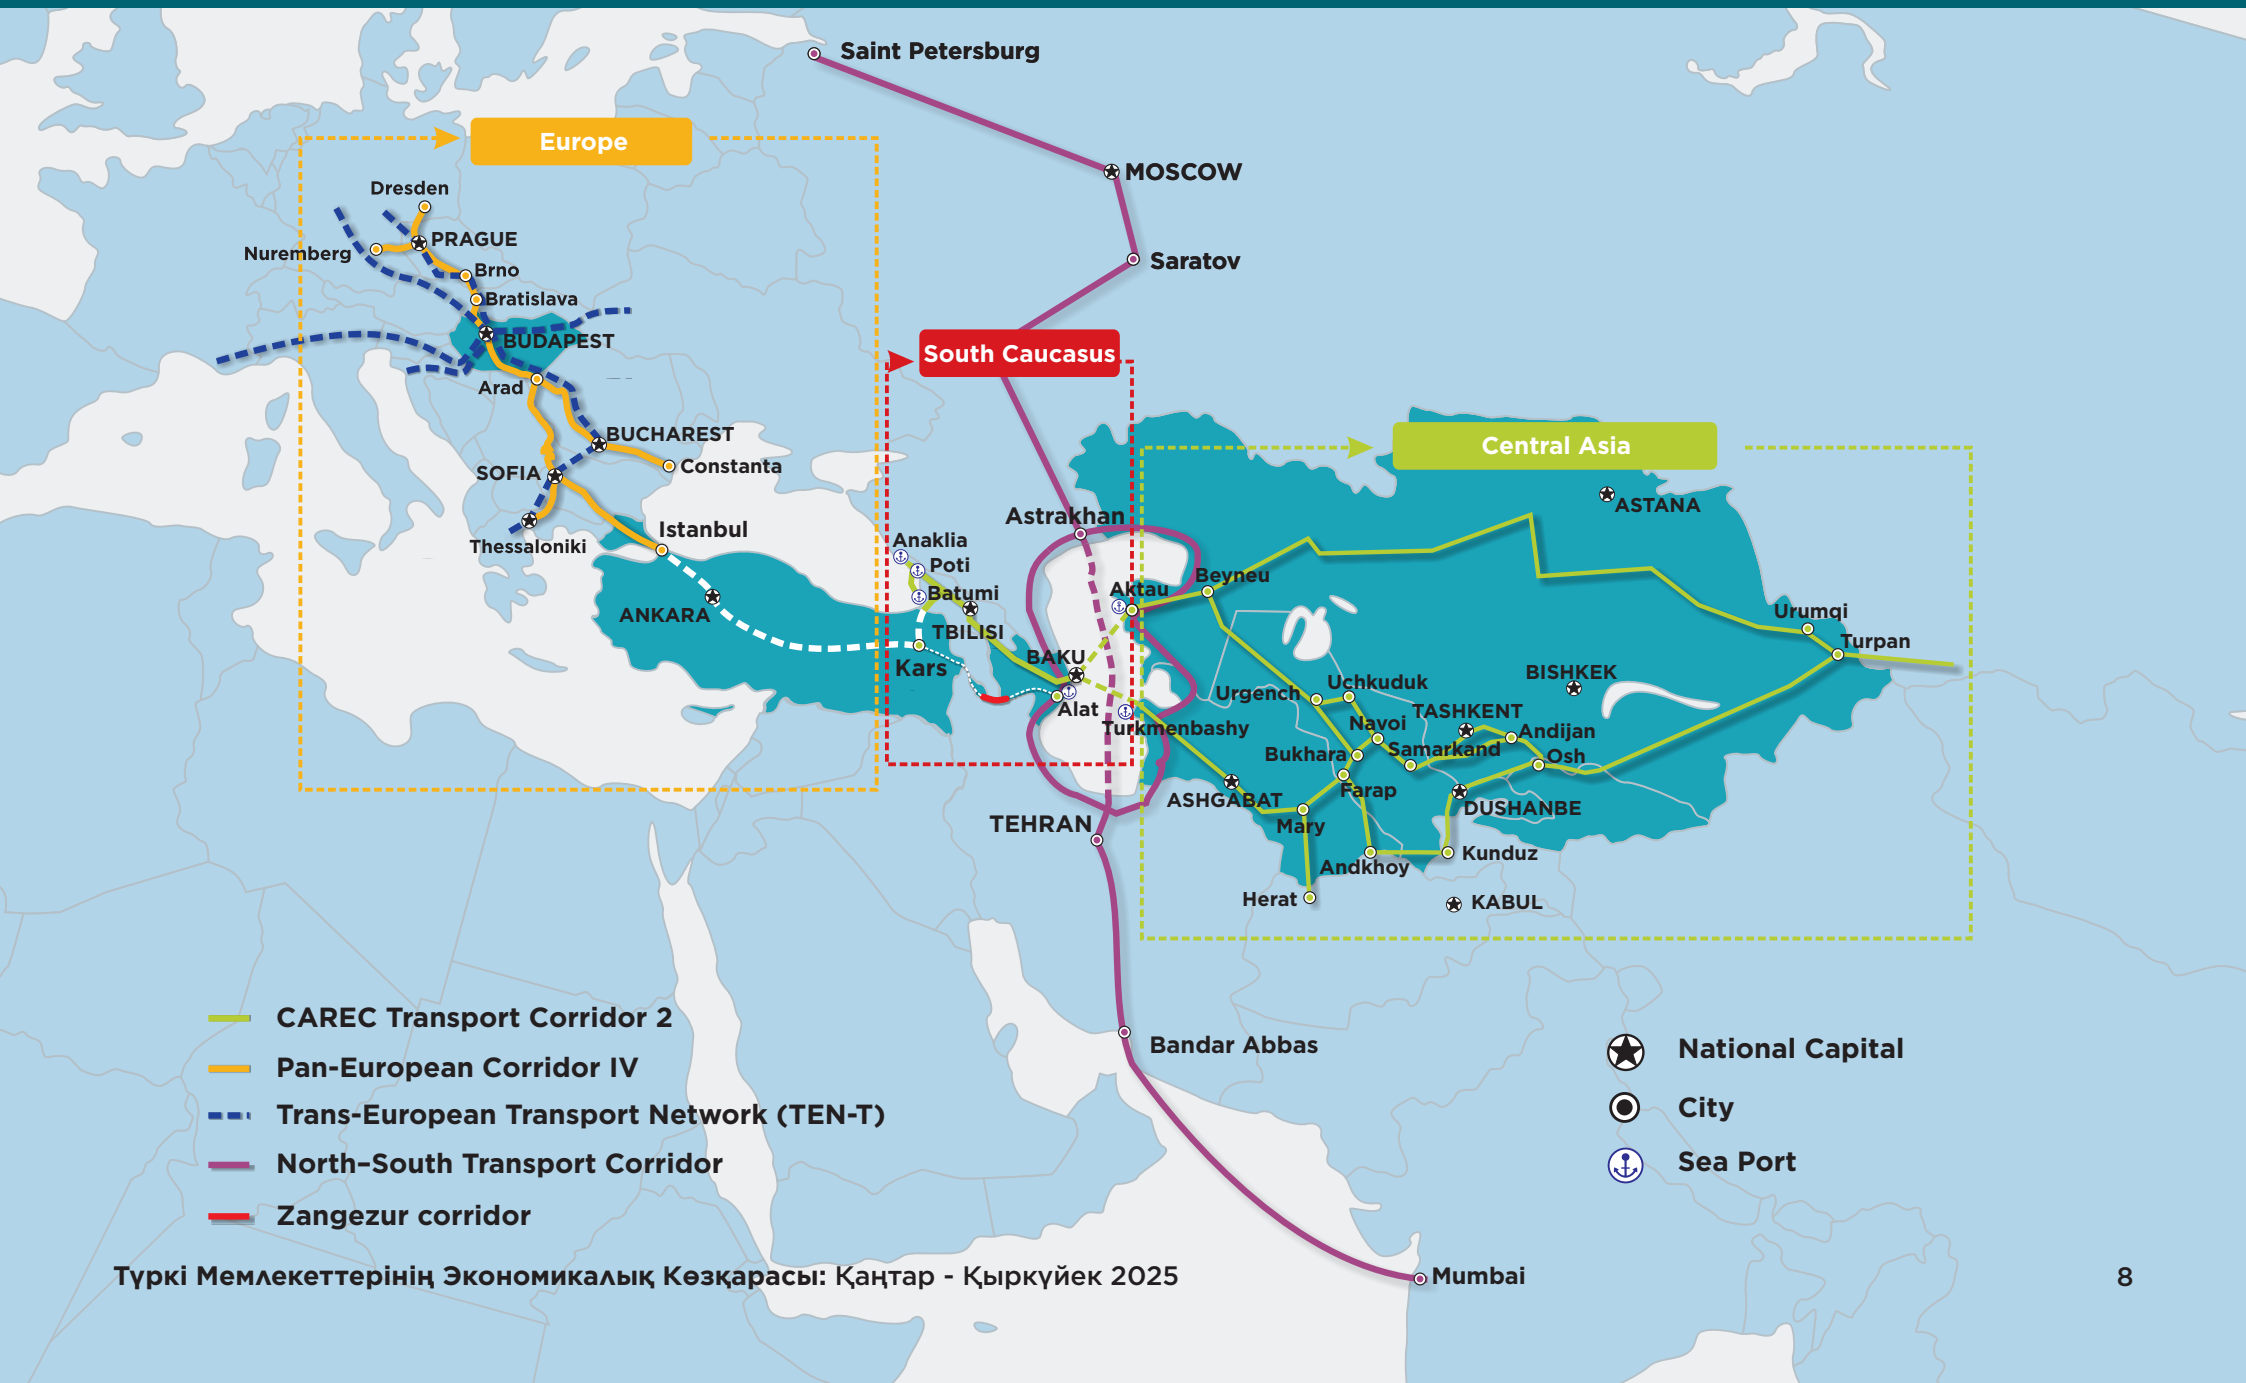 Saint Petersburg
MOSCOW
Saratov
Europe
Dresden
PRAGUE
Nuremberg
Brno
Bratislava
BUDAPEST
Arad
BUCHAREST
Constanta
SOFIA
Thessaloniki
Istanbul
ANKARA
South Caucasus
Astrakhan
Anaklia
Poti
Batumi
TBILISI
Kars
BAKU
Alat
Aktau
Turkmenbashy
Central Asia
ASTANA
Beyneu
Urumqi
Turpan
BISHKEK
Uchkuduk
Urgench
TASHKENT
Navoi
Andijan
Samarkand
Bukhara
Osh
Farap
ASHGABAT
DUSHANBE
Mary
Andkhoy
Kunduz
Herat
KABUL
TEHRAN
Bandar Abbas
Mumbai
CAREC Transport Corridor 2
Pan-European Corridor IV
Trans-European Transport Network (TEN-T)
North–South Transport Corridor
Zangezur corridor
National Capital
City
Sea Port
Түркі Мемлекеттерінің Экономикалық Көзқарасы: Қаңтар - Қыркүйек 2025
8